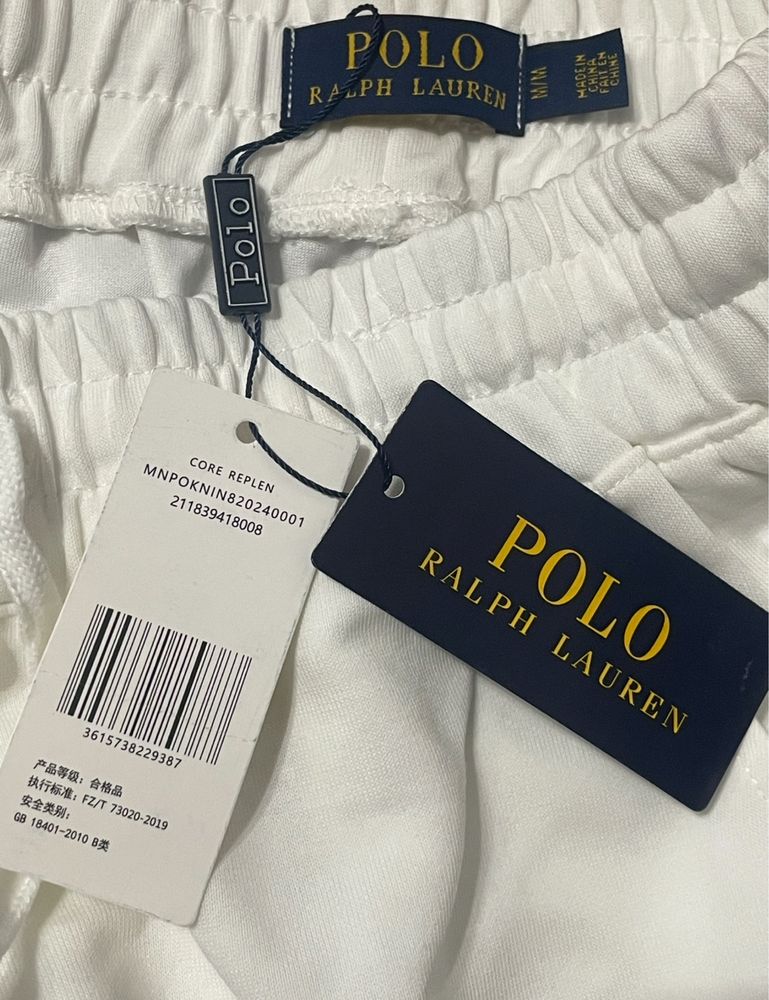 POLO
RALPH LAUREN
M/M
MADE IN
CHINA
FAIT EN
CHINE
Polo
CORE REPLEN
MNPOKNIN820240001
211839418008
3615738229387
产品等级：合格品
执行标准：FZ/T 73020-2019
安全类别：
GB 18401-2010 B类
POLO
RALPH LAUREN